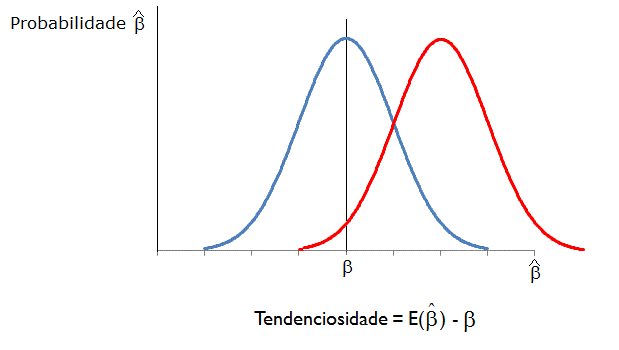 Probabilidade β̂
β
β̂
Tendenciosidade = E(β̂) - β